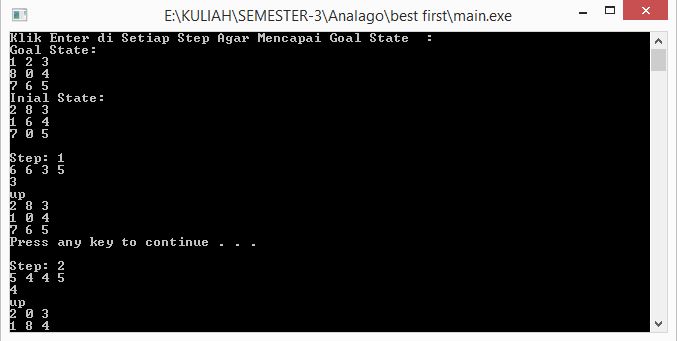 E:\KULIAH\SEMESTER-3\Analago\best first\main.exe
Klik Enter di Setiap Step Agar Mencapai Goal State  :
Goal State:
1 2 3
8 0 4
7 6 5
Inial State:
2 8 3
1 6 4
7 0 5
Step: 1
6 6 3 5
3
up
2 8 3
1 0 4
7 6 5
Press any key to continue . . .
Step: 2
5 4 4 5
4
up
2 0 3
1 8 4